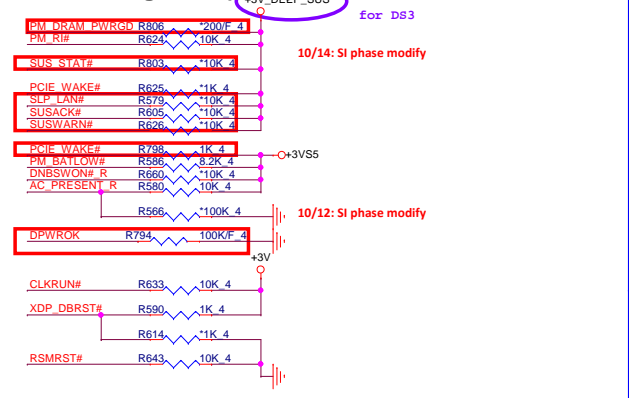 +3V_DEEP_SUS
for DS3
PM_DRAM_PWRGD R806 *200/F_4
PM_RI# R624 10K_4
10/14: SI phase modify
SUS_STAT# R803 *10K_4
PCIE_WAKE# R625 *1K_4
SLP_LAN# R579 *10K_4
SUSACK# R605 *10K_4
SUSWARN# R626 *10K_4
PCIE_WAKE# R798 1K_4
+3VS5
PM_BATLOW# R586 8.2K_4
DNBSWON#_R R660 *10K_4
AC_PRESENT_R R580 10K_4
R566 *100K_4
10/12: SI phase modify
DPWROK R794 100K/F_4
+3V
CLKRUN# R633 10K_4
XDP_DBRST# R590 1K_4
R614 *1K_4
RSMRST# R643 10K_4